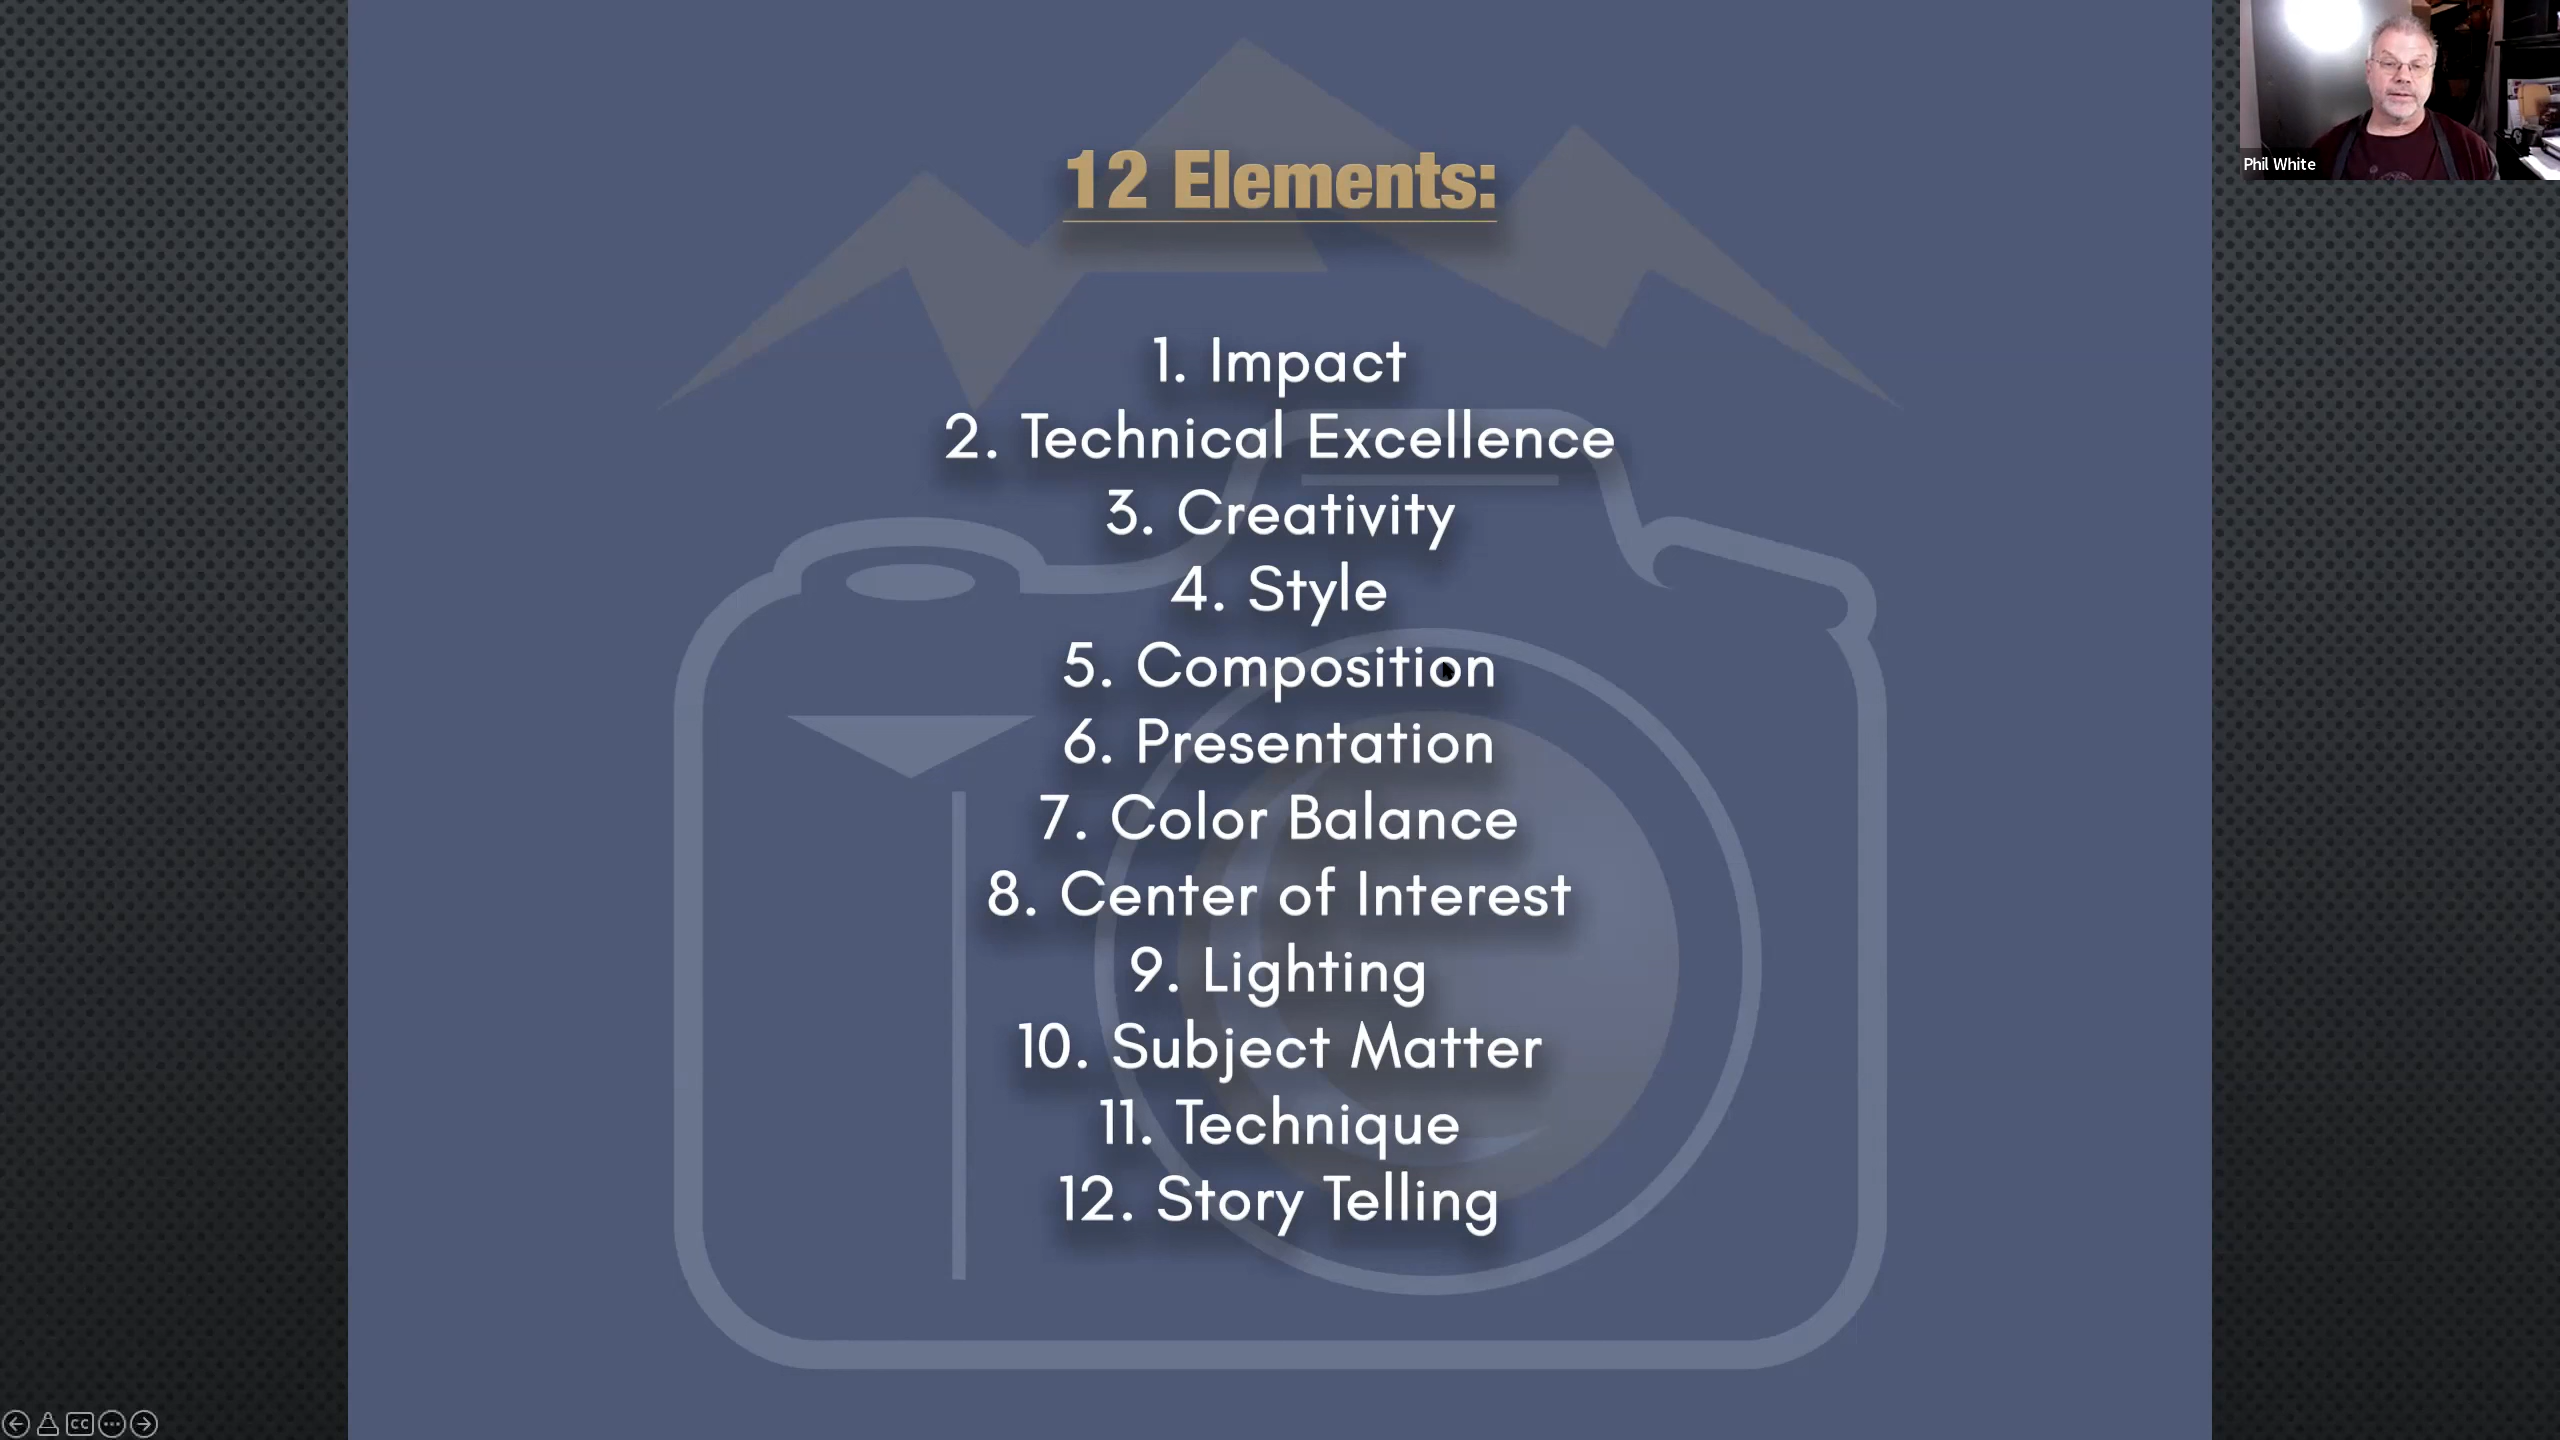 12 Elements:
1. Impact
2. Technical Excellence
3. Creativity
4. Style
5. Composition
6. Presentation
7. Color Balance
8. Center of Interest
9. Lighting
10. Subject Matter
11. Technique
12. Story Telling
Phil White
CC